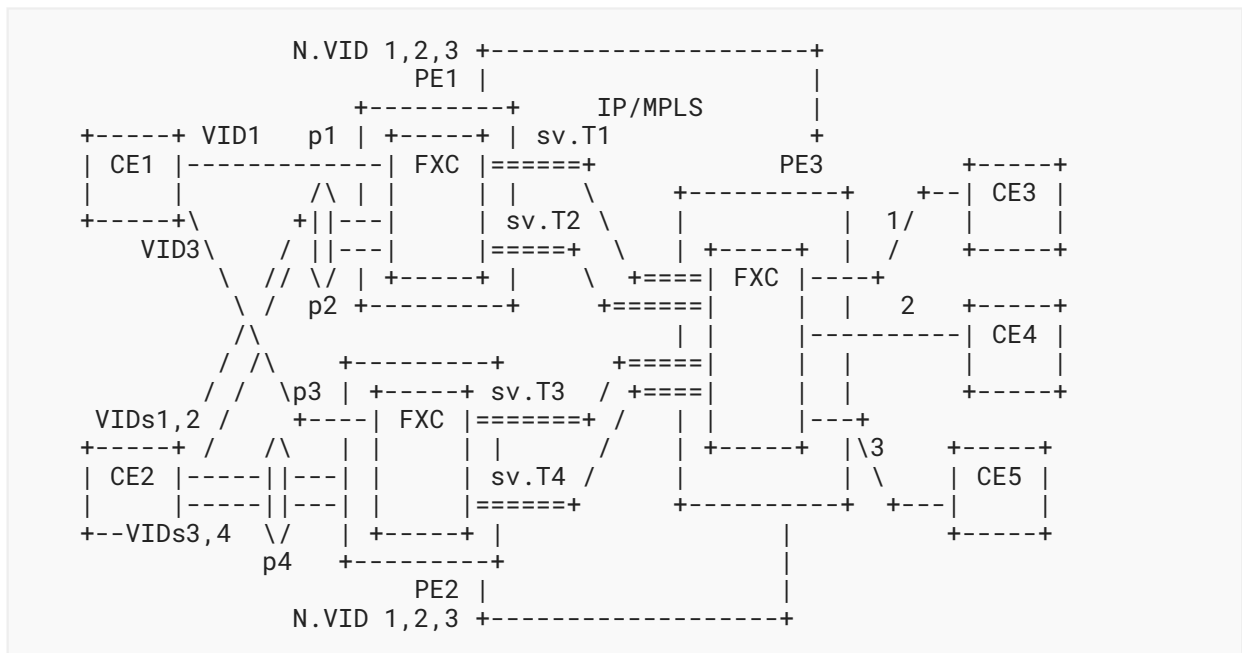 N.VID 1,2,3
PE1
IP/MPLS
VID1 p1 sv.T1
CE1 FXC PE3
CE3
sv.T2 1
VID3
FXC
p2 2
CE4
p3 sv.T3
VIDs1,2 FXC
3
CE2 sv.T4 CE5
VIDs3,4
p4
PE2
N.VID 1,2,3